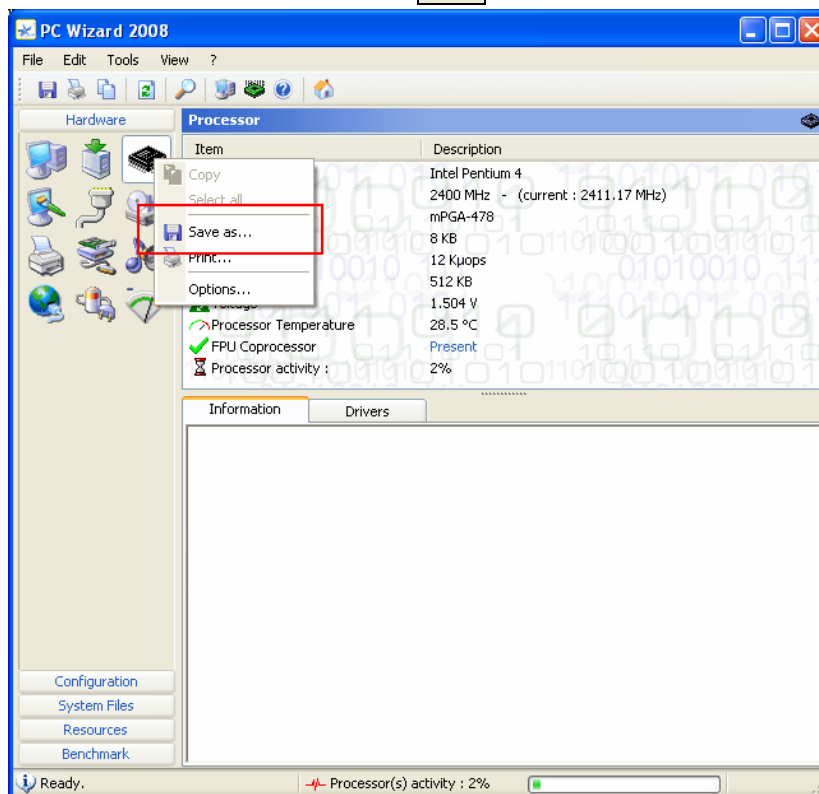 PC Wizard 2008
File Edit Tools View ?
Hardware
Processor
Item Description
Copy
Select all
Save as...
Print...
Options...
Intel Pentium 4
2400 MHz - (current : 2411.17 MHz)
mPGA-478
8 KB
12 Kµops
512 KB
Voltage 1.504 V
Processor Temperature 28.5 °C
FPU Coprocessor Present
Processor activity : 2%
Information Drivers
Configuration
System Files
Resources
Benchmark
Ready. Processor(s) activity : 2%